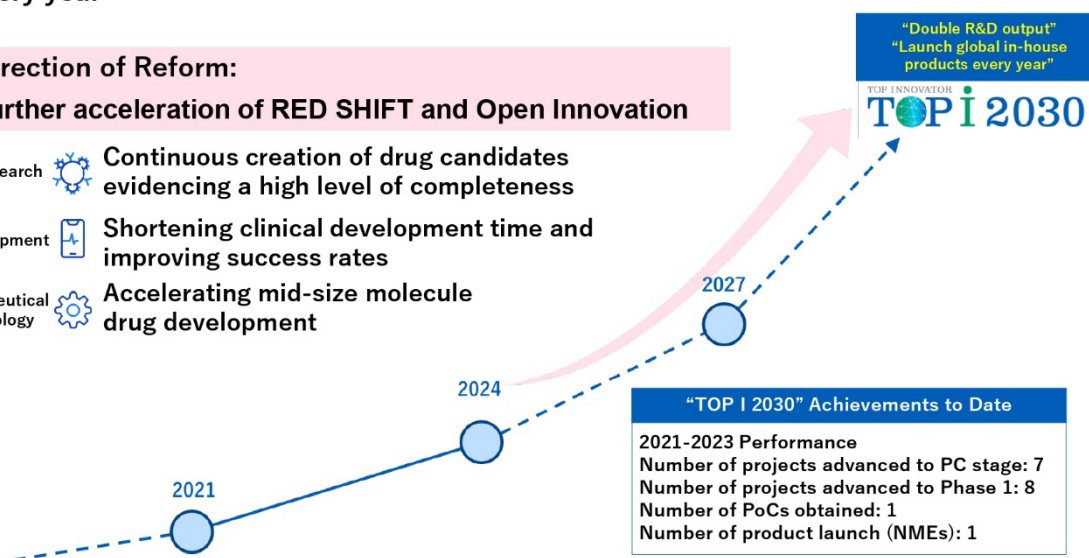 ery year
rection of Reform:
urther acceleration of RED SHIFT and Open Innovation
earch
Continuous creation of drug candidates
evidencing a high level of completeness
pment
Shortening clinical development time and
improving success rates
eutical
ology
Accelerating mid-size molecule
drug development
“Double R&D output”
“Launch global in-house
products every year”
TOP INNOVATOR
TOP I 2030
2027
2024
2021
“TOP I 2030” Achievements to Date
2021-2023 Performance
Number of projects advanced to PC stage: 7
Number of projects advanced to Phase 1: 8
Number of PoCs obtained: 1
Number of product launch (NMEs): 1